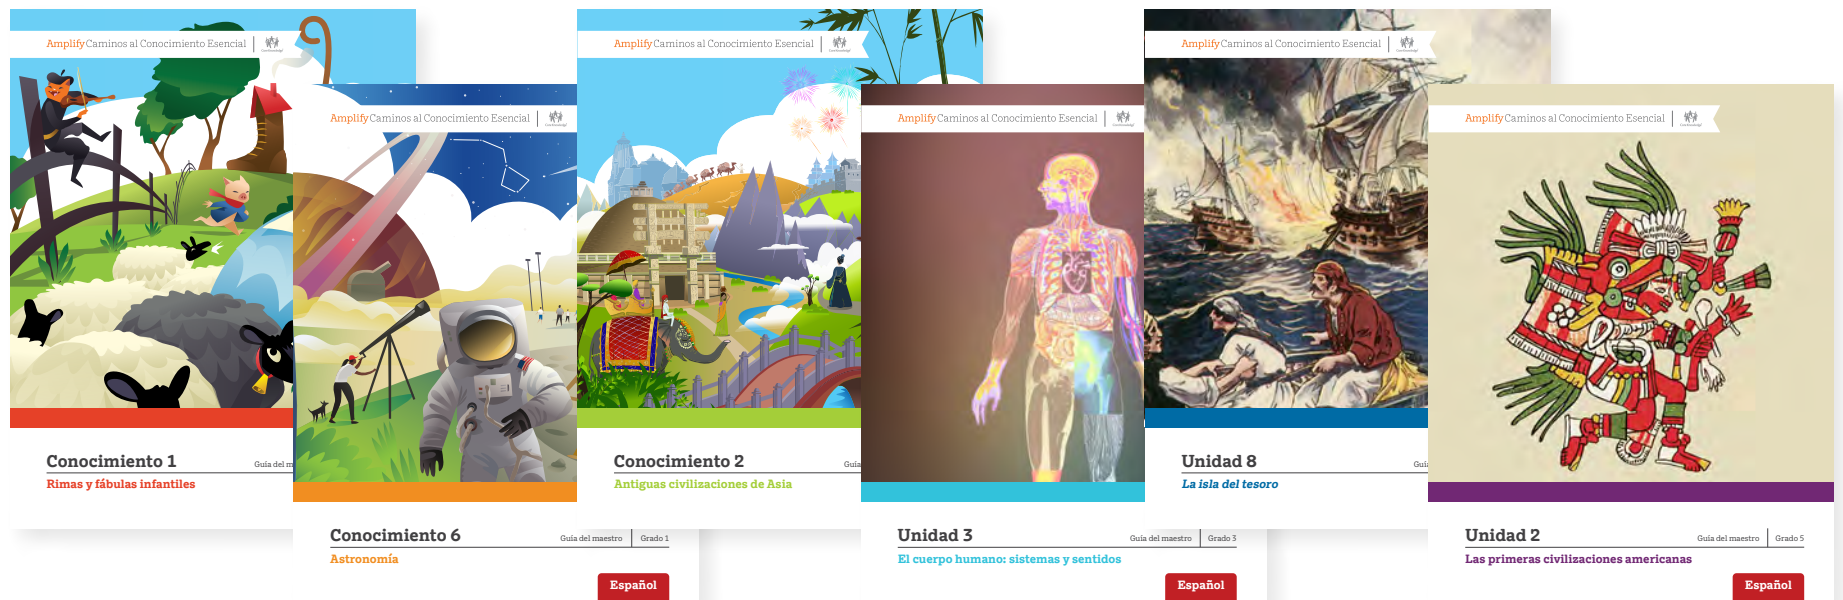 Amplify Caminos al Conocimiento Esencial
Conocimiento 1
Guía del m
Rimas y fábulas infantiles
Amplify Caminos al Conocimiento Esencial
Conocimiento 6
Guía del maestro
Grado 1
Astronomía
Español
Amplify Caminos al Conocimiento Esencial
Conocimiento 2
Guía
Antiguas civilizaciones de Asia
Amplify Caminos al Conocimiento Esencial
Unidad 3
Guía del maestro
Grado 3
El cuerpo humano: sistemas y sentidos
Español
Amplify Caminos al Conocimiento Esencial
Unidad 8
Guí
La isla del tesoro
Amplify Caminos al Conocimiento Esencial
Unidad 2
Guía del maestro
Grado 5
Las primeras civilizaciones americanas
Español